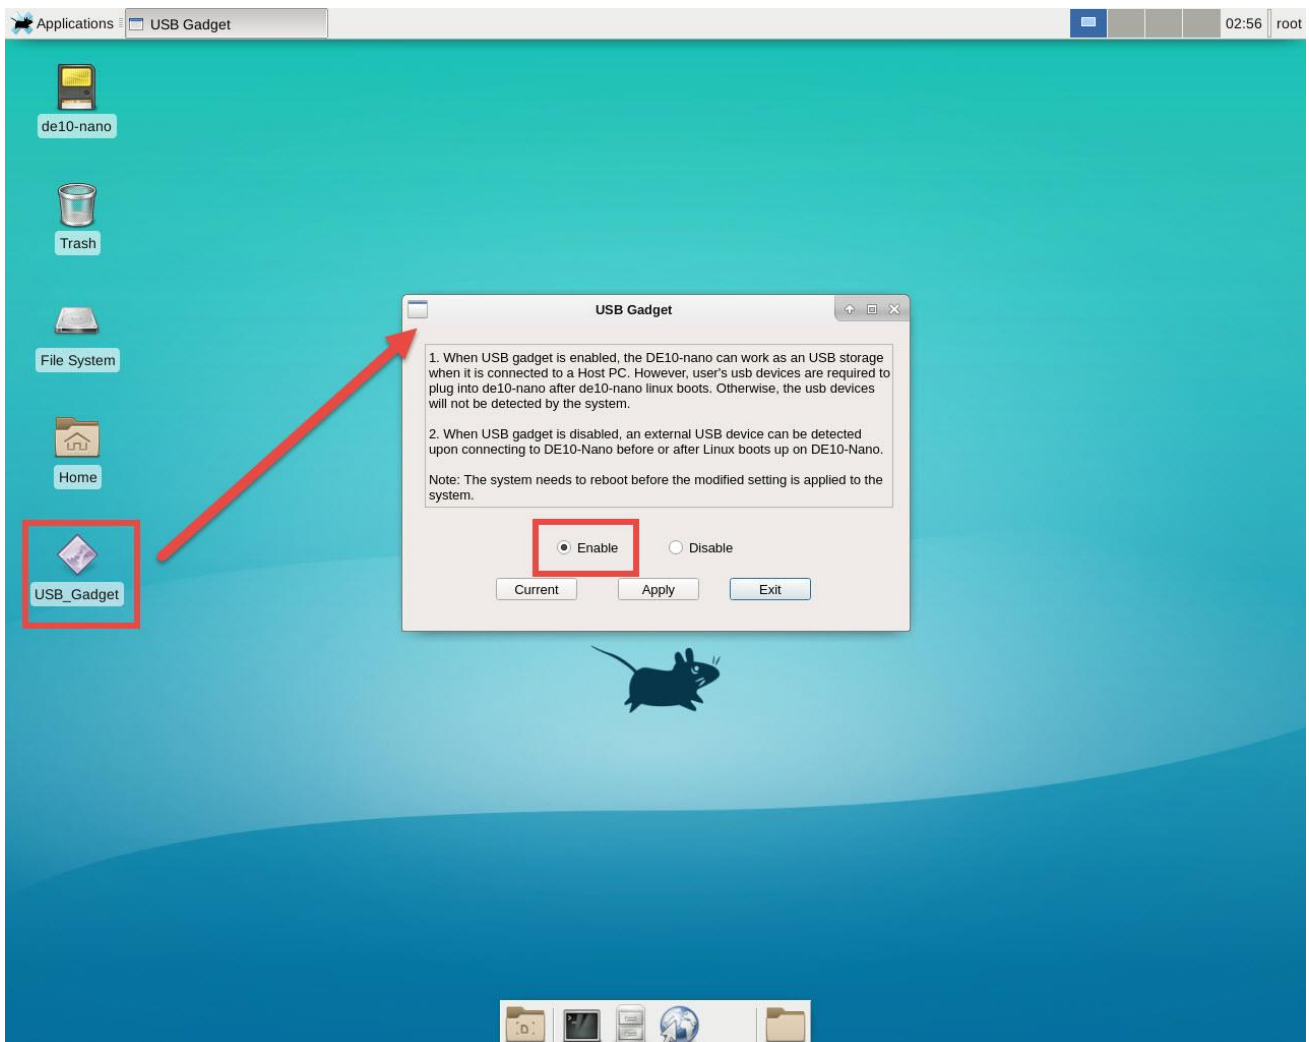 Applications
USB Gadget
02:56
root
de10-nano
Trash
File System
Home
USB_Gadget
USB Gadget
1. When USB gadget is enabled, the DE10-nano can work as an USB storage
when it is connected to a Host PC. However, user's usb devices are required to
plug into de10-nano after de10-nano linux boots. Otherwise, the usb devices
will not be detected by the system.
2. When USB gadget is disabled, an external USB device can be detected
upon connecting to DE10-Nano before or after Linux boots up on DE10-Nano.
Note: The system needs to reboot before the modified setting is applied to the
system.
Enable
Disable
Current
Apply
Exit